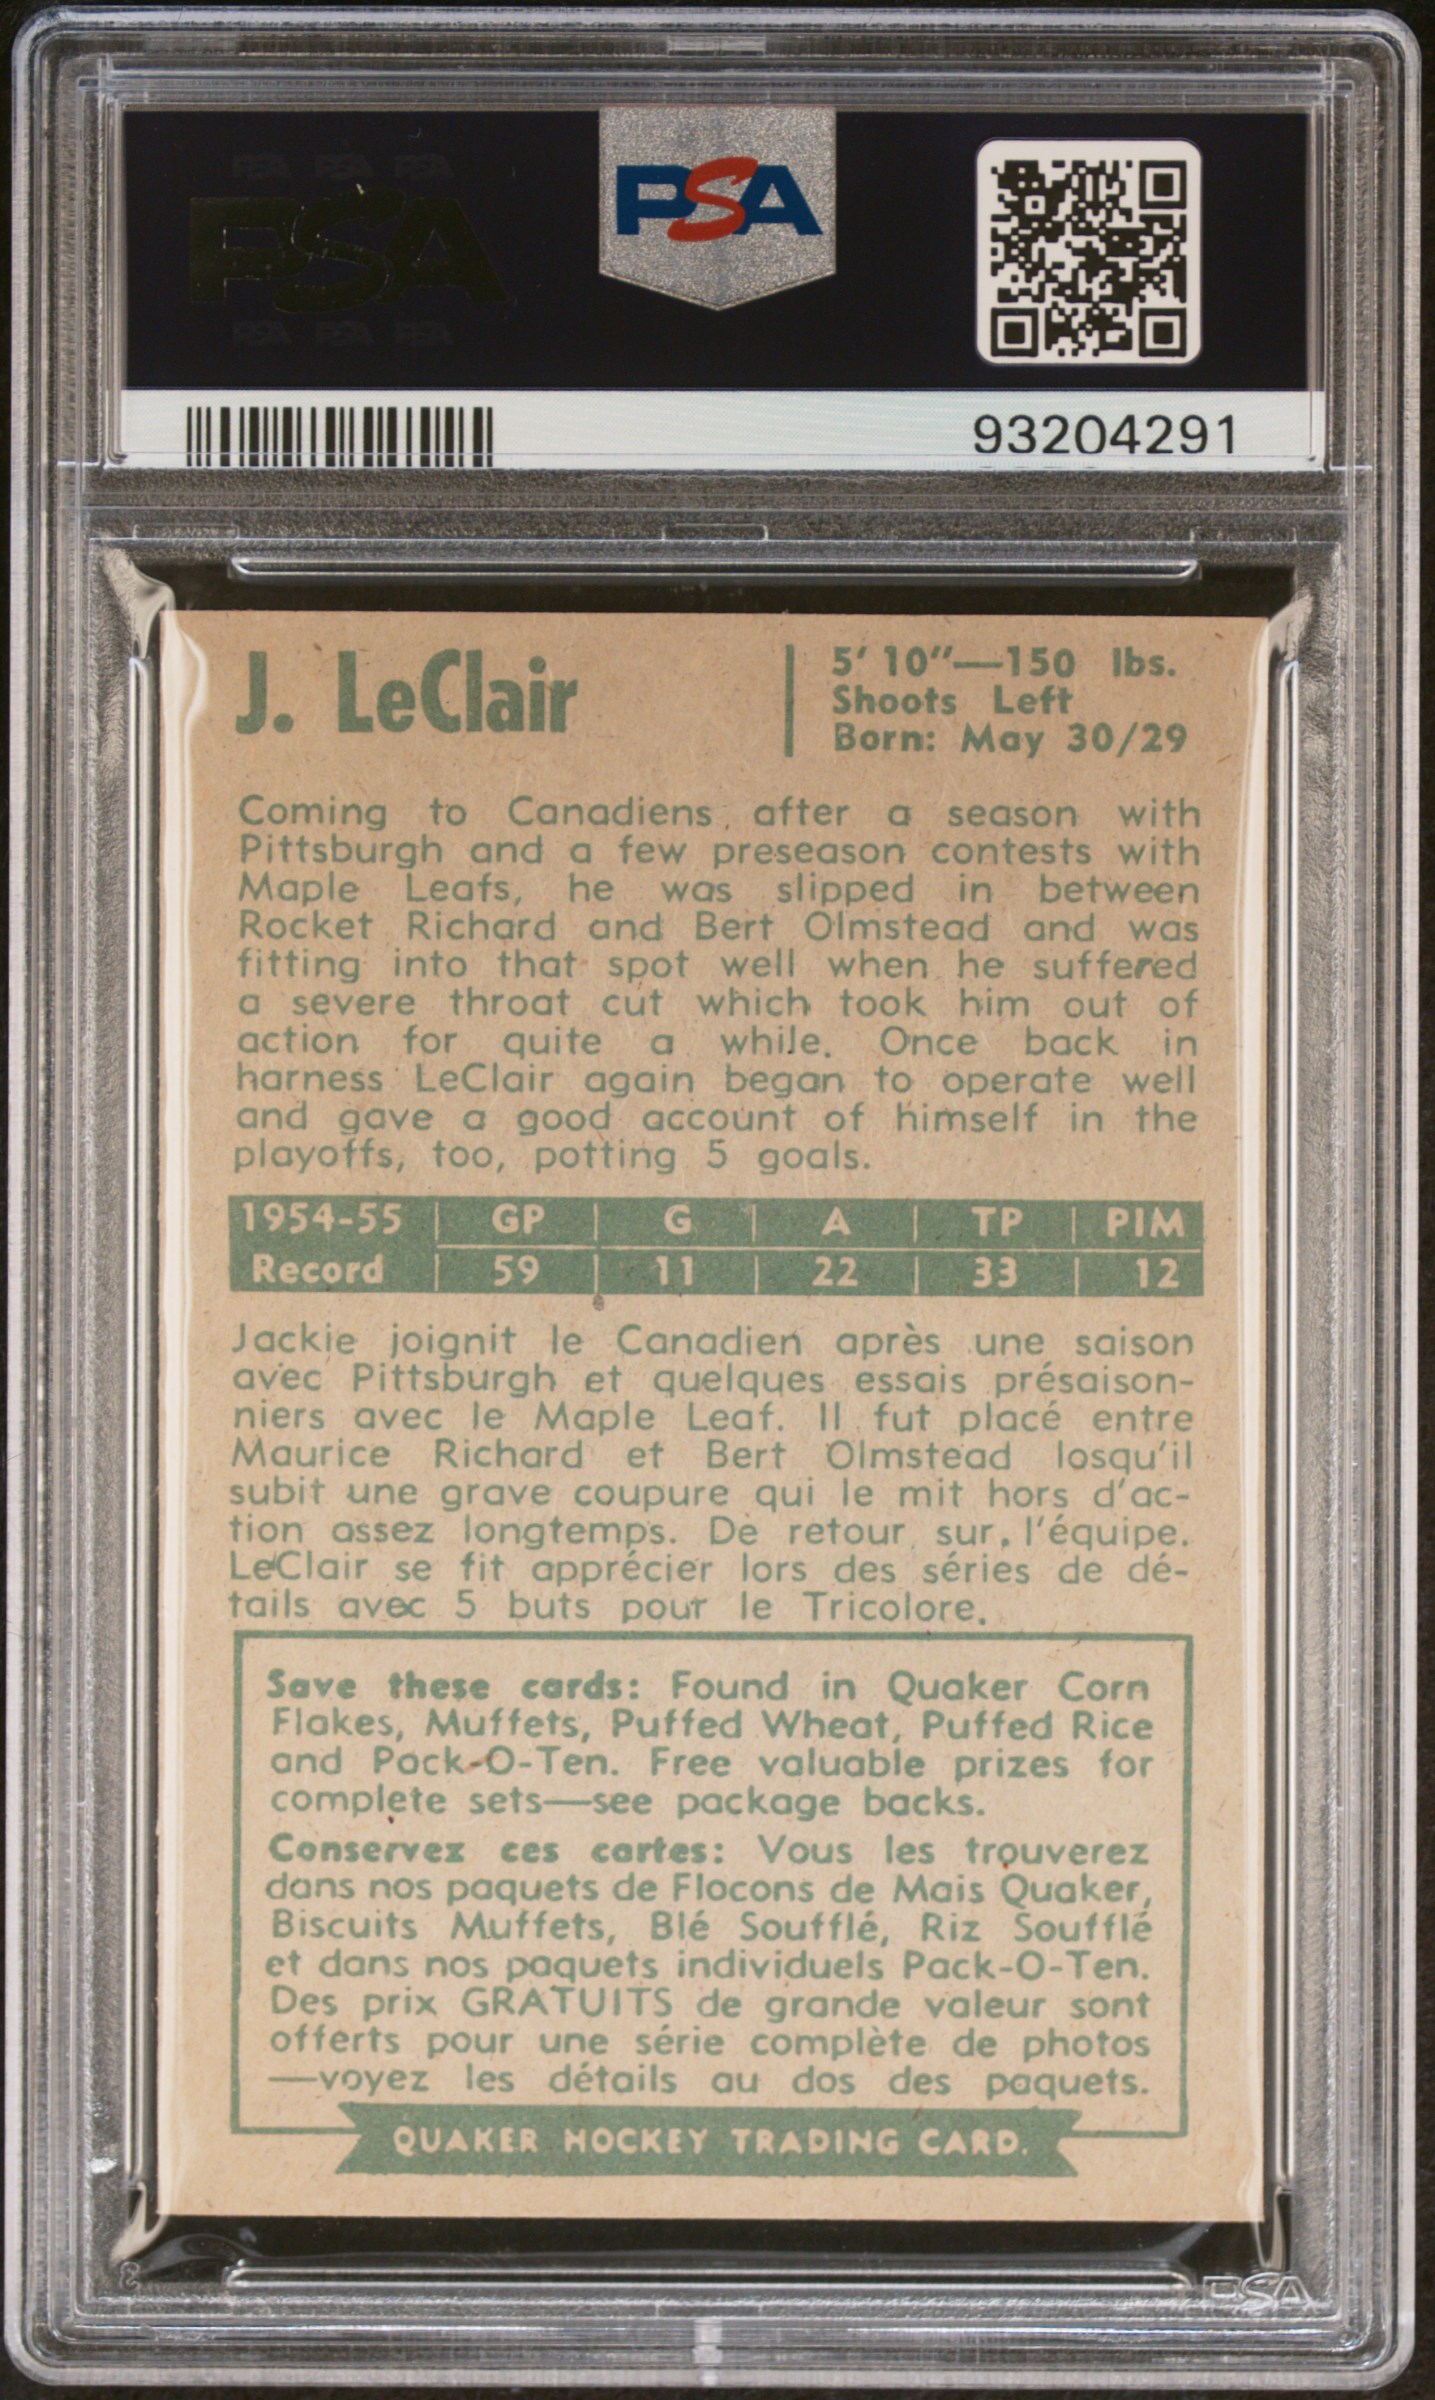 PSA PSA PSA
PSA
PSA PSA PSA
PSA
93204291
J. LeClair
5' 10"—150 lbs.
Shoots Left
Born: May 30/29
Coming to Canadiens after a season with
Pittsburgh and a few preseason contests with
Maple Leafs, he was slipped in between
Rocket Richard and Bert Olmstead and was
fitting into that spot well when he suffered
a severe throat cut which took him out of
action for quite a while. Once back in
harness LeClair again began to operate well
and gave a good account of himself in the
playoffs, too, potting 5 goals.
1954-55 | GP | G | A | TP | PIM
Record | 59 | 11 | 22 | 33 | 12
Jackie joignit le Canadien après une saison
avec Pittsburgh et quelques essais présaison-
niers avec le Maple Leaf. Il fut placé entre
Maurice Richard et Bert Olmstead losqu'il
subit une grave coupure qui le mit hors d'ac-
tion assez longtemps. De retour sur l'équipe.
LeClair se fit apprécier lors des séries de dé-
tails avec 5 buts pour le Tricolore.
Save these cards: Found in Quaker Corn
Flakes, Muffets, Puffed Wheat, Puffed Rice
and Pack-O-Ten. Free valuable prizes for
complete sets—see package backs.
Conservez ces cartes: Vous les trouverez
dans nos paquets de Flocons de Mais Quaker,
Biscuits Muffets, Blé Soufflé, Riz Soufflé
et dans nos paquets individuels Pack-O-Ten.
Des prix GRATUITS de grande valeur sont
offerts pour une série complète de photos
—voyez les détails au dos des paquets.
QUAKER HOCKEY TRADING CARD.
PSA